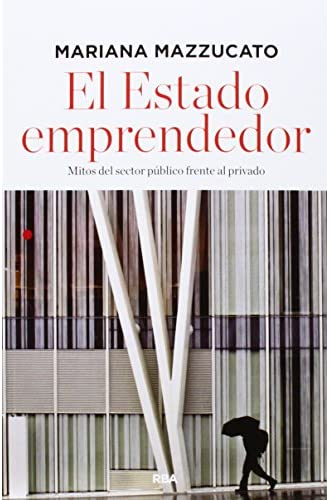 MARIANA MAZZUCATO
El Estado
emprendedor
Mitos del sector público frente al privado
RBA